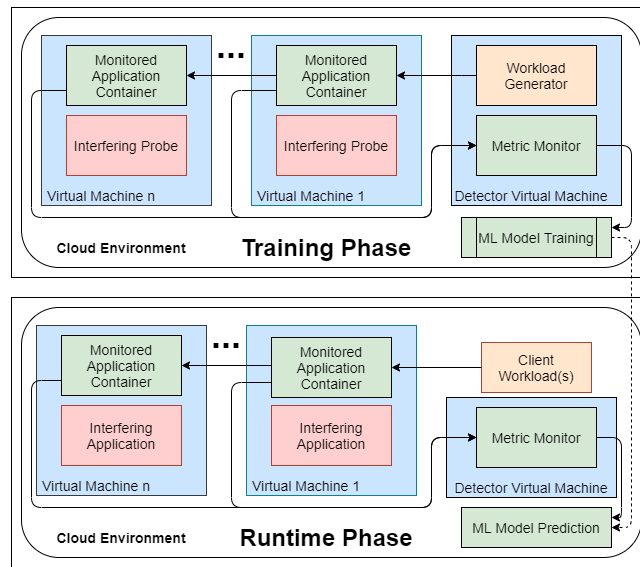 Monitored
Application
Container
...
Monitored
Application
Container
Workload
Generator
Interfering Probe
Interfering Probe
Metric Monitor
Virtual Machine n
Virtual Machine 1
Detector Virtual Machine
Cloud Environment
Training Phase
ML Model Training
Monitored
Application
Container
...
Monitored
Application
Container
Client
Workload(s)
Interfering
Application
Interfering
Application
Metric Monitor
Virtual Machine n
Virtual Machine 1
Detector Virtual Machine
Cloud Environment
Runtime Phase
ML Model Prediction